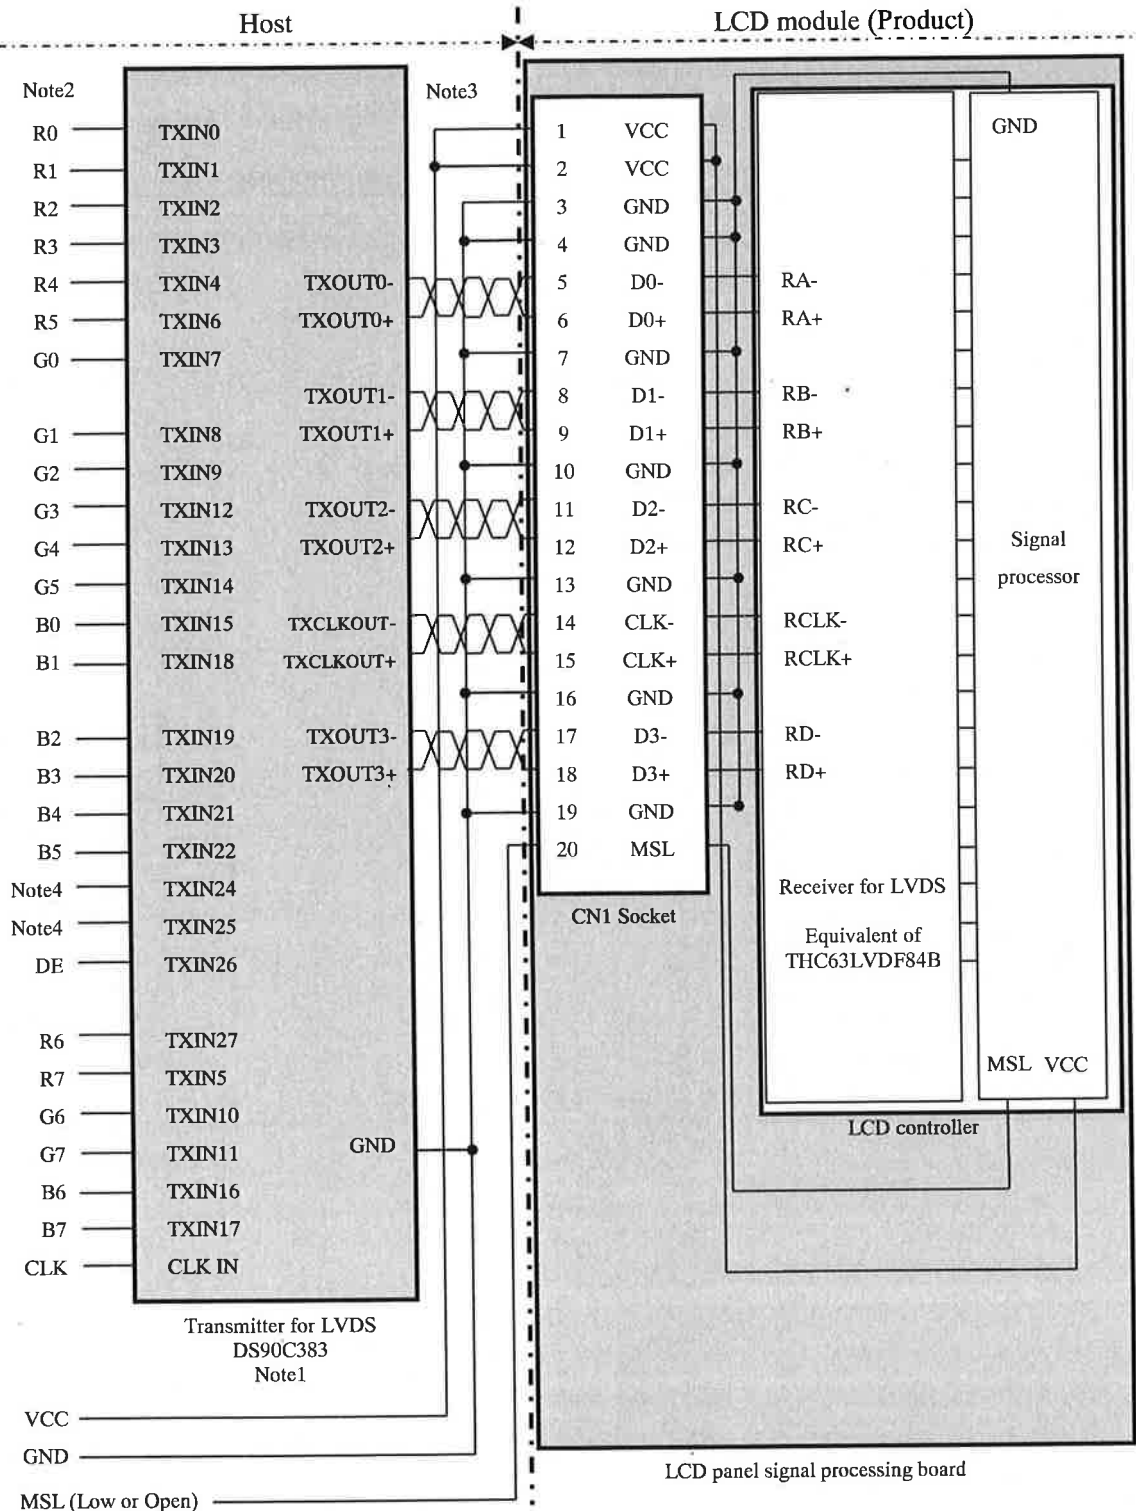 Host
LCD module (Product)
Note2
Note3
R0 TXIN0
R1 TXIN1
R2 TXIN2
R3 TXIN3
R4 TXIN4 TXOUT0-
R5 TXIN6 TXOUT0+
G0 TXIN7
TXOUT1-
G1 TXIN8 TXOUT1+
G2 TXIN9
G3 TXIN12 TXOUT2-
G4 TXIN13 TXOUT2+
G5 TXIN14
B0 TXIN15 TXCLKOUT-
B1 TXIN18 TXCLKOUT+
B2 TXIN19 TXOUT3-
B3 TXIN20 TXOUT3+
B4 TXIN21
B5 TXIN22
Note4 TXIN24
Note4 TXIN25
DE TXIN26
R6 TXIN27
R7 TXIN5
G6 TXIN10
G7 TXIN11 GND
B6 TXIN16
B7 TXIN17
CLK CLK IN
Transmitter for LVDS
DS90C383
Note1
VCC
GND
MSL (Low or Open)
1 VCC
2 VCC
3 GND
4 GND
5 D0-
6 D0+
7 GND
8 D1-
9 D1+
10 GND
11 D2-
12 D2+
13 GND
14 CLK-
15 CLK+
16 GND
17 D3-
18 D3+
19 GND
20 MSL
CN1 Socket
RA-
RA+
RB-
RB+
RC-
RC+
RCLK-
RCLK+
RD-
RD+
Receiver for LVDS
Equivalent of
THC63LVDF84B
GND
Signal
processor
MSL VCC
LCD controller
LCD panel signal processing board